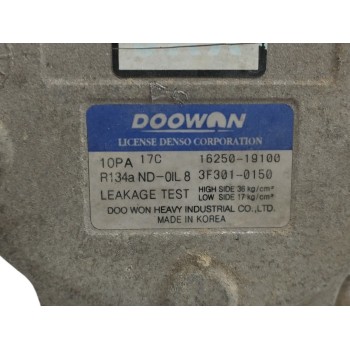 DOOWON
LICENSE DENSO CORPORATION
10PA 17C 16250-19100
R134a ND-OIL 8 3F301-0150
LEAKAGE TEST HIGH SIDE 36 kg/cm²
LOW SIDE 17 kg/cm²
DOO WON HEAVY INDUSTRIAL CO.,LTD.
MADE IN KOREA